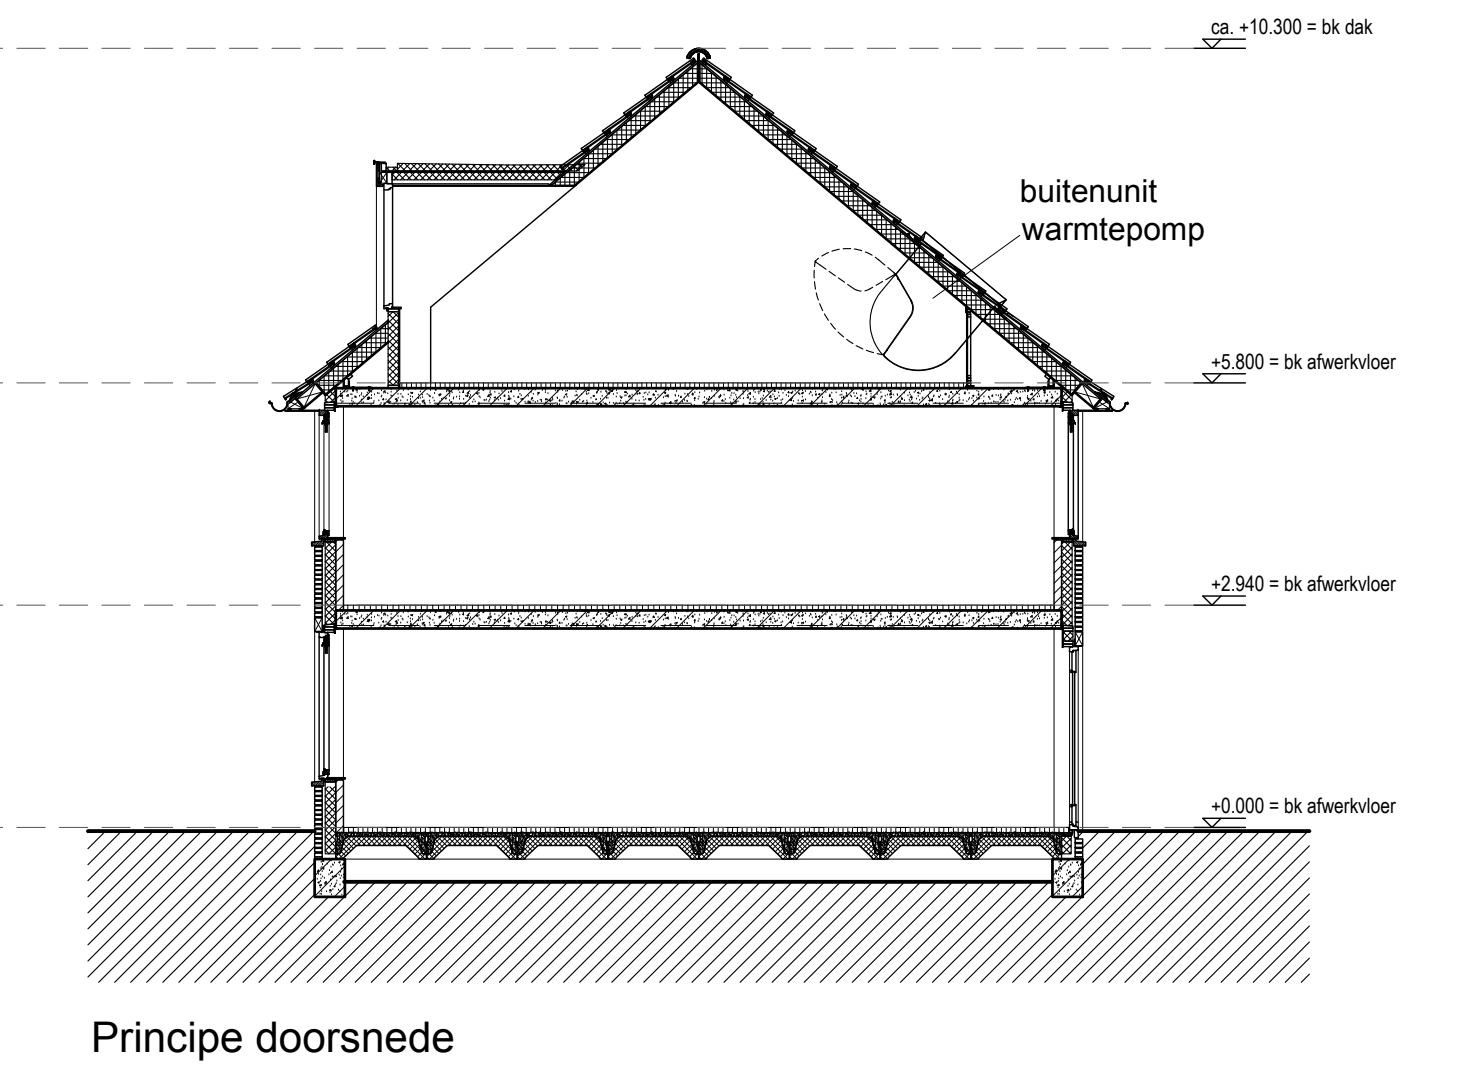 ca. +10.300 = bk dak
buitenunit
warmtepomp
+5.800 = bk afwerkvloer
+2.940 = bk afwerkvloer
+0.000 = bk afwerkvloer
Principe doorsnede